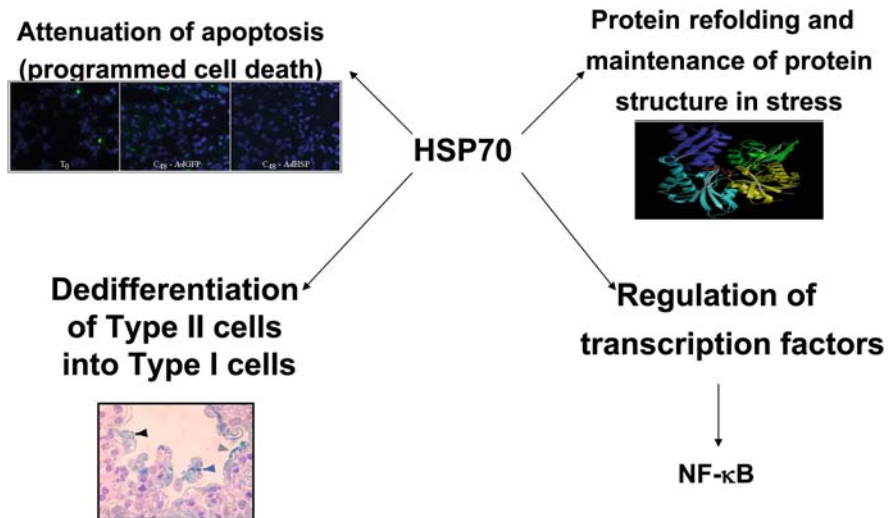 Attenuation of apoptosis
(programmed cell death)
T0
C48 - AdGFP
C48 - AdHSP
Protein refolding and
maintenance of protein
structure in stress
HSP70
Dedifferentiation
of Type II cells
into Type I cells
Regulation of
transcription factors
NF-κB